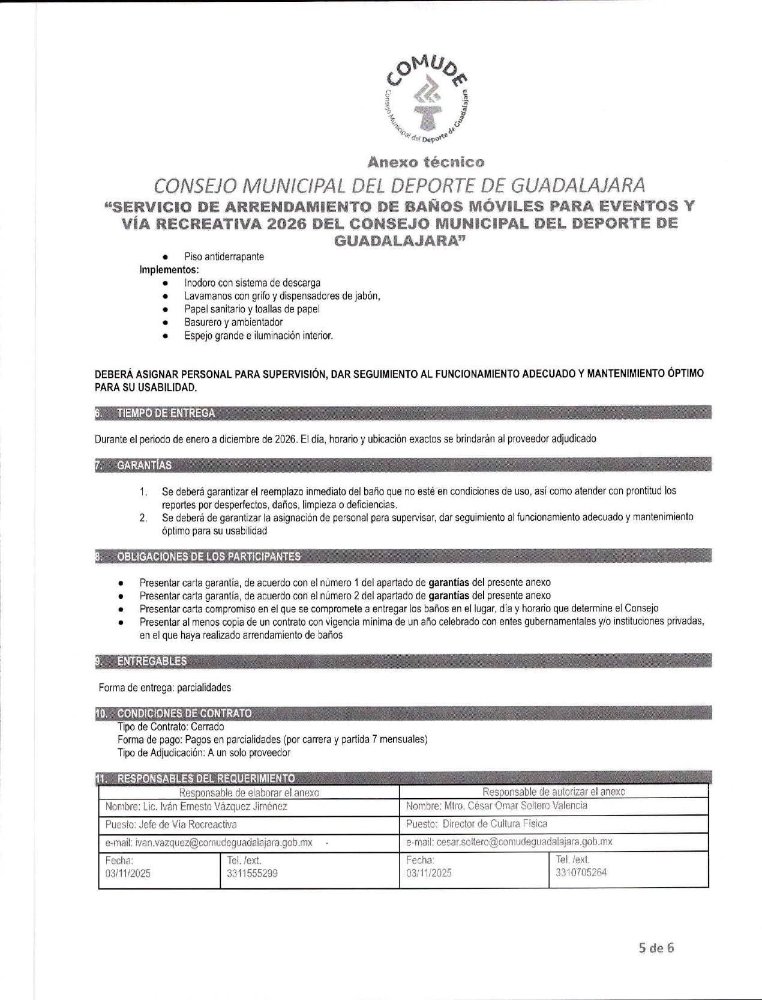 COMUDE
Consejo Municipal del Deporte de Guadalajara
Anexo técnico
CONSEJO MUNICIPAL DEL DEPORTE DE GUADALAJARA
“SERVICIO DE ARRENDAMIENTO DE BAÑOS MÓVILES PARA EVENTOS Y
VÍA RECREATIVA 2026 DEL CONSEJO MUNICIPAL DEL DEPORTE DE
GUADALAJARA”
• Piso antiderrapante
Implementos:
• Inodoro con sistema de descarga
• Lavamanos con grifo y dispensadores de jabón,
• Papel sanitario y toallas de papel
• Basurero y ambientador
• Espejo grande e iluminación interior.
DEBERÁ ASIGNAR PERSONAL PARA SUPERVISIÓN, DAR SEGUIMIENTO AL FUNCIONAMIENTO ADECUADO Y MANTENIMIENTO ÓPTIMO
PARA SU USABILIDAD.
6. TIEMPO DE ENTREGA
Durante el periodo de enero a diciembre de 2026. El día, horario y ubicación exactos se brindarán al proveedor adjudicado
7. GARANTÍAS
1. Se deberá garantizar el reemplazo inmediato del baño que no esté en condiciones de uso, así como atender con prontitud los
reportes por desperfectos, daños, limpieza o deficiencias.
2. Se deberá de garantizar la asignación de personal para supervisar, dar seguimiento al funcionamiento adecuado y mantenimiento
óptimo para su usabilidad
8. OBLIGACIONES DE LOS PARTICIPANTES
• Presentar carta garantía, de acuerdo con el número 1 del apartado de garantías del presente anexo
• Presentar carta garantía, de acuerdo con el número 2 del apartado de garantías del presente anexo
• Presentar carta compromiso en el que se compromete a entregar los baños en el lugar, día y horario que determine el Consejo
• Presentar al menos copia de un contrato con vigencia mínima de un año celebrado con entes gubernamentales y/o instituciones privadas,
en el que haya realizado arrendamiento de baños
9. ENTREGABLES
Forma de entrega: parcialidades
10. CONDICIONES DE CONTRATO
Tipo de Contrato: Cerrado
Forma de pago: Pagos en parcialidades (por carrera y partida 7 mensuales)
Tipo de Adjudicación: A un solo proveedor
11. RESPONSABLES DEL REQUERIMIENTO
Responsable de elaborar el anexo Responsable de autorizar el anexo
Nombre: Lic. Iván Ernesto Vázquez Jiménez Nombre: Mtro. César Omar Soltero Valencia
Puesto: Jefe de Vía Recreactiva Puesto: Director de Cultura Física
e-mail: ivan.vazquez@comudeguadalajara.gob.mx e-mail: cesar.soltero@comudeguadalajara.gob.mx
Fecha: Tel. /ext. Fecha: Tel. /ext.
03/11/2025 3311555299 03/11/2025 3310705264
5 de 6